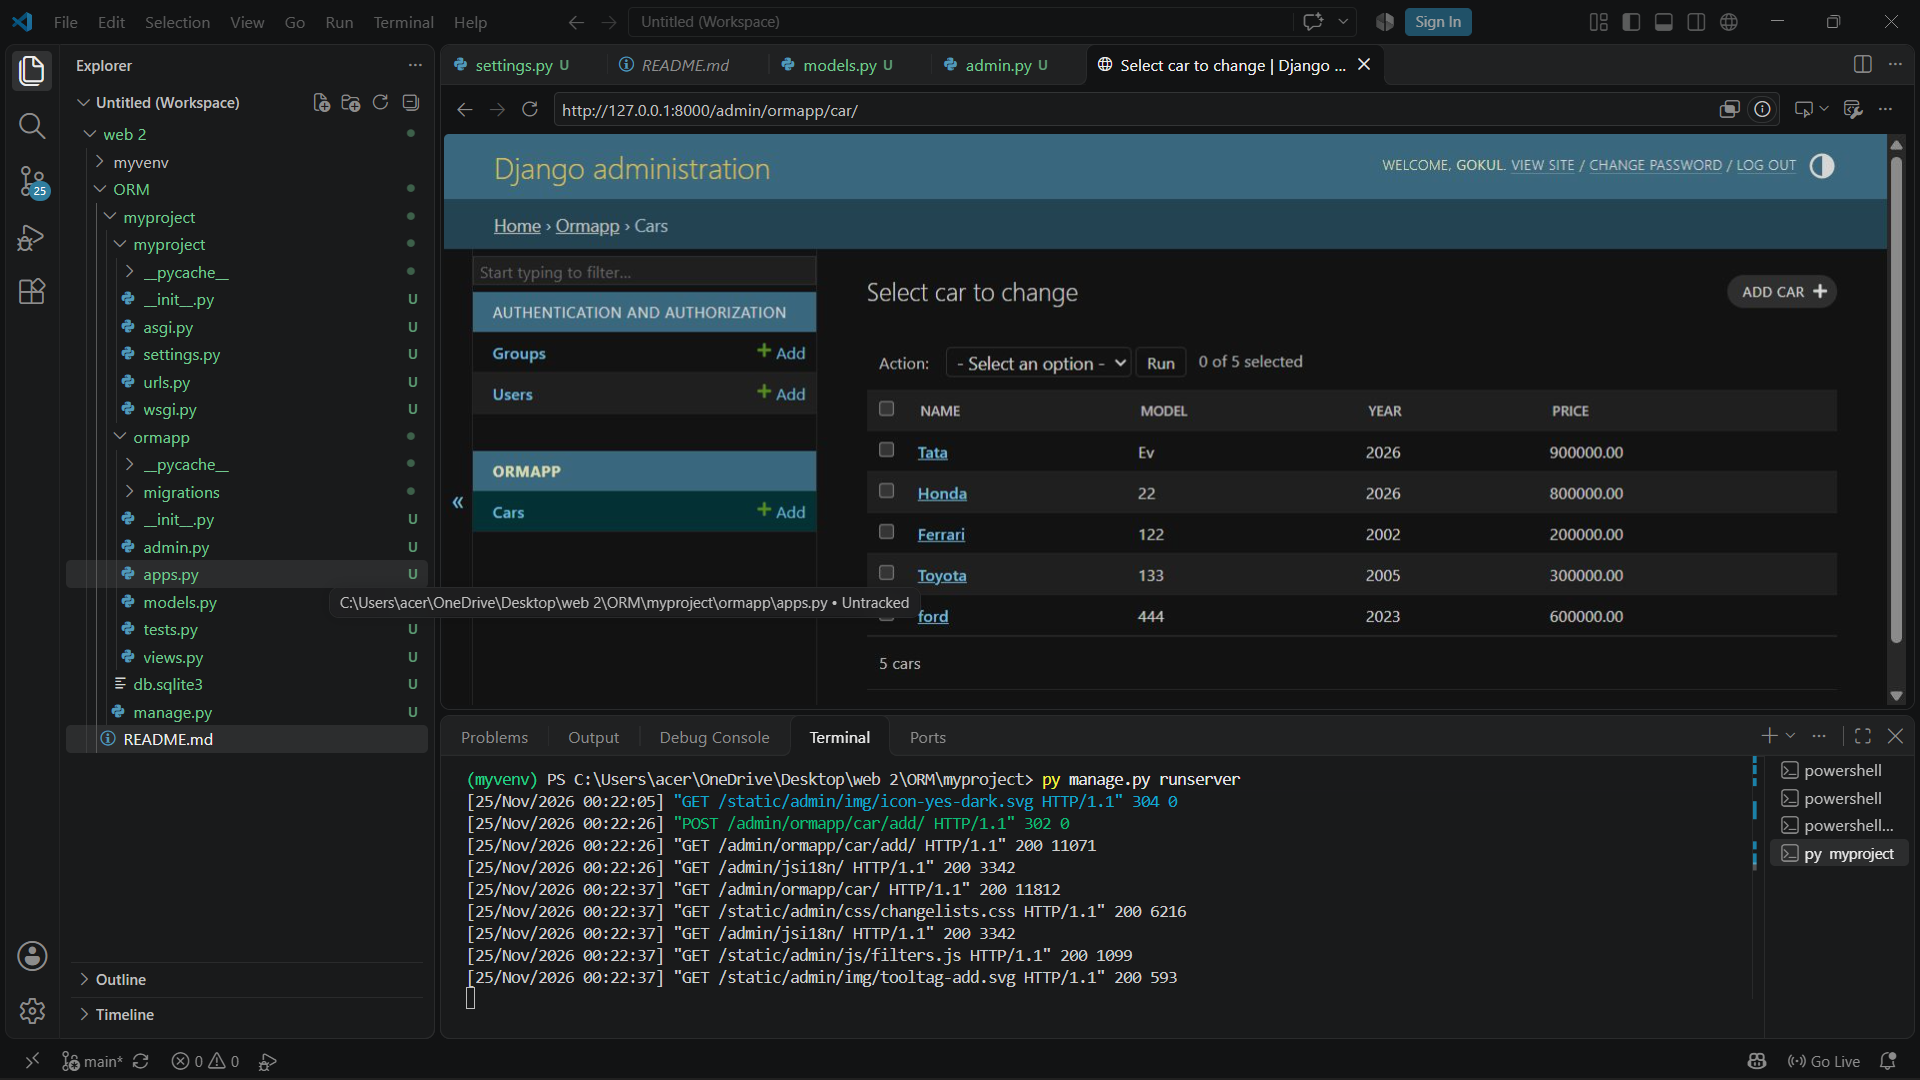 File Edit Selection View Go Run Terminal Help
Untitled (Workspace)
Sign In
Explorer
settings.py U
README.md
models.py U
admin.py U
Select car to change | Django ...
Untitled (Workspace)
http://127.0.0.1:8000/admin/ormapp/car/
web 2
myvenv
ORM
25
myproject
myproject
__pycache__
__init__.py U
asgi.py U
settings.py U
urls.py U
wsgi.py U
ormapp
__pycache__
migrations
__init__.py U
admin.py U
apps.py U
models.py
tests.py U
views.py U
db.sqlite3 U
manage.py U
README.md
Outline
Timeline
Django administration
WELCOME, GOKUL. VIEW SITE / CHANGE PASSWORD / LOG OUT
Home › Ormapp › Cars
Start typing to filter...
AUTHENTICATION AND AUTHORIZATION
Groups + Add
Users + Add
ORMAPP
Cars + Add
«
Select car to change
ADD CAR +
Action: - Select an option - Run 0 of 5 selected
NAME MODEL YEAR PRICE
Tata Ev 2026 900000.00
Honda 22 2026 800000.00
Ferrari 122 2002 200000.00
Toyota 133 2005 300000.00
C:\Users\acer\OneDrive\Desktop\web 2\ORM\myproject\ormapp\apps.py • Untracked
ford 444 2023 600000.00
5 cars
Problems Output Debug Console Terminal Ports
(myvenv) PS C:\Users\acer\OneDrive\Desktop\web 2\ORM\myproject> py manage.py runserver
[25/Nov/2026 00:22:05] "GET /static/admin/img/icon-yes-dark.svg HTTP/1.1" 304 0
[25/Nov/2026 00:22:26] "POST /admin/ormapp/car/add/ HTTP/1.1" 302 0
[25/Nov/2026 00:22:26] "GET /admin/ormapp/car/add/ HTTP/1.1" 200 11071
[25/Nov/2026 00:22:26] "GET /admin/jsi18n/ HTTP/1.1" 200 3342
[25/Nov/2026 00:22:37] "GET /admin/ormapp/car/ HTTP/1.1" 200 11812
[25/Nov/2026 00:22:37] "GET /static/admin/css/changelists.css HTTP/1.1" 200 6216
[25/Nov/2026 00:22:37] "GET /admin/jsi18n/ HTTP/1.1" 200 3342
[25/Nov/2026 00:22:37] "GET /static/admin/js/filters.js HTTP/1.1" 200 1099
[25/Nov/2026 00:22:37] "GET /static/admin/img/tooltag-add.svg HTTP/1.1" 200 593
powershell
powershell
powershell...
py myproject
main* 0 0
Go Live